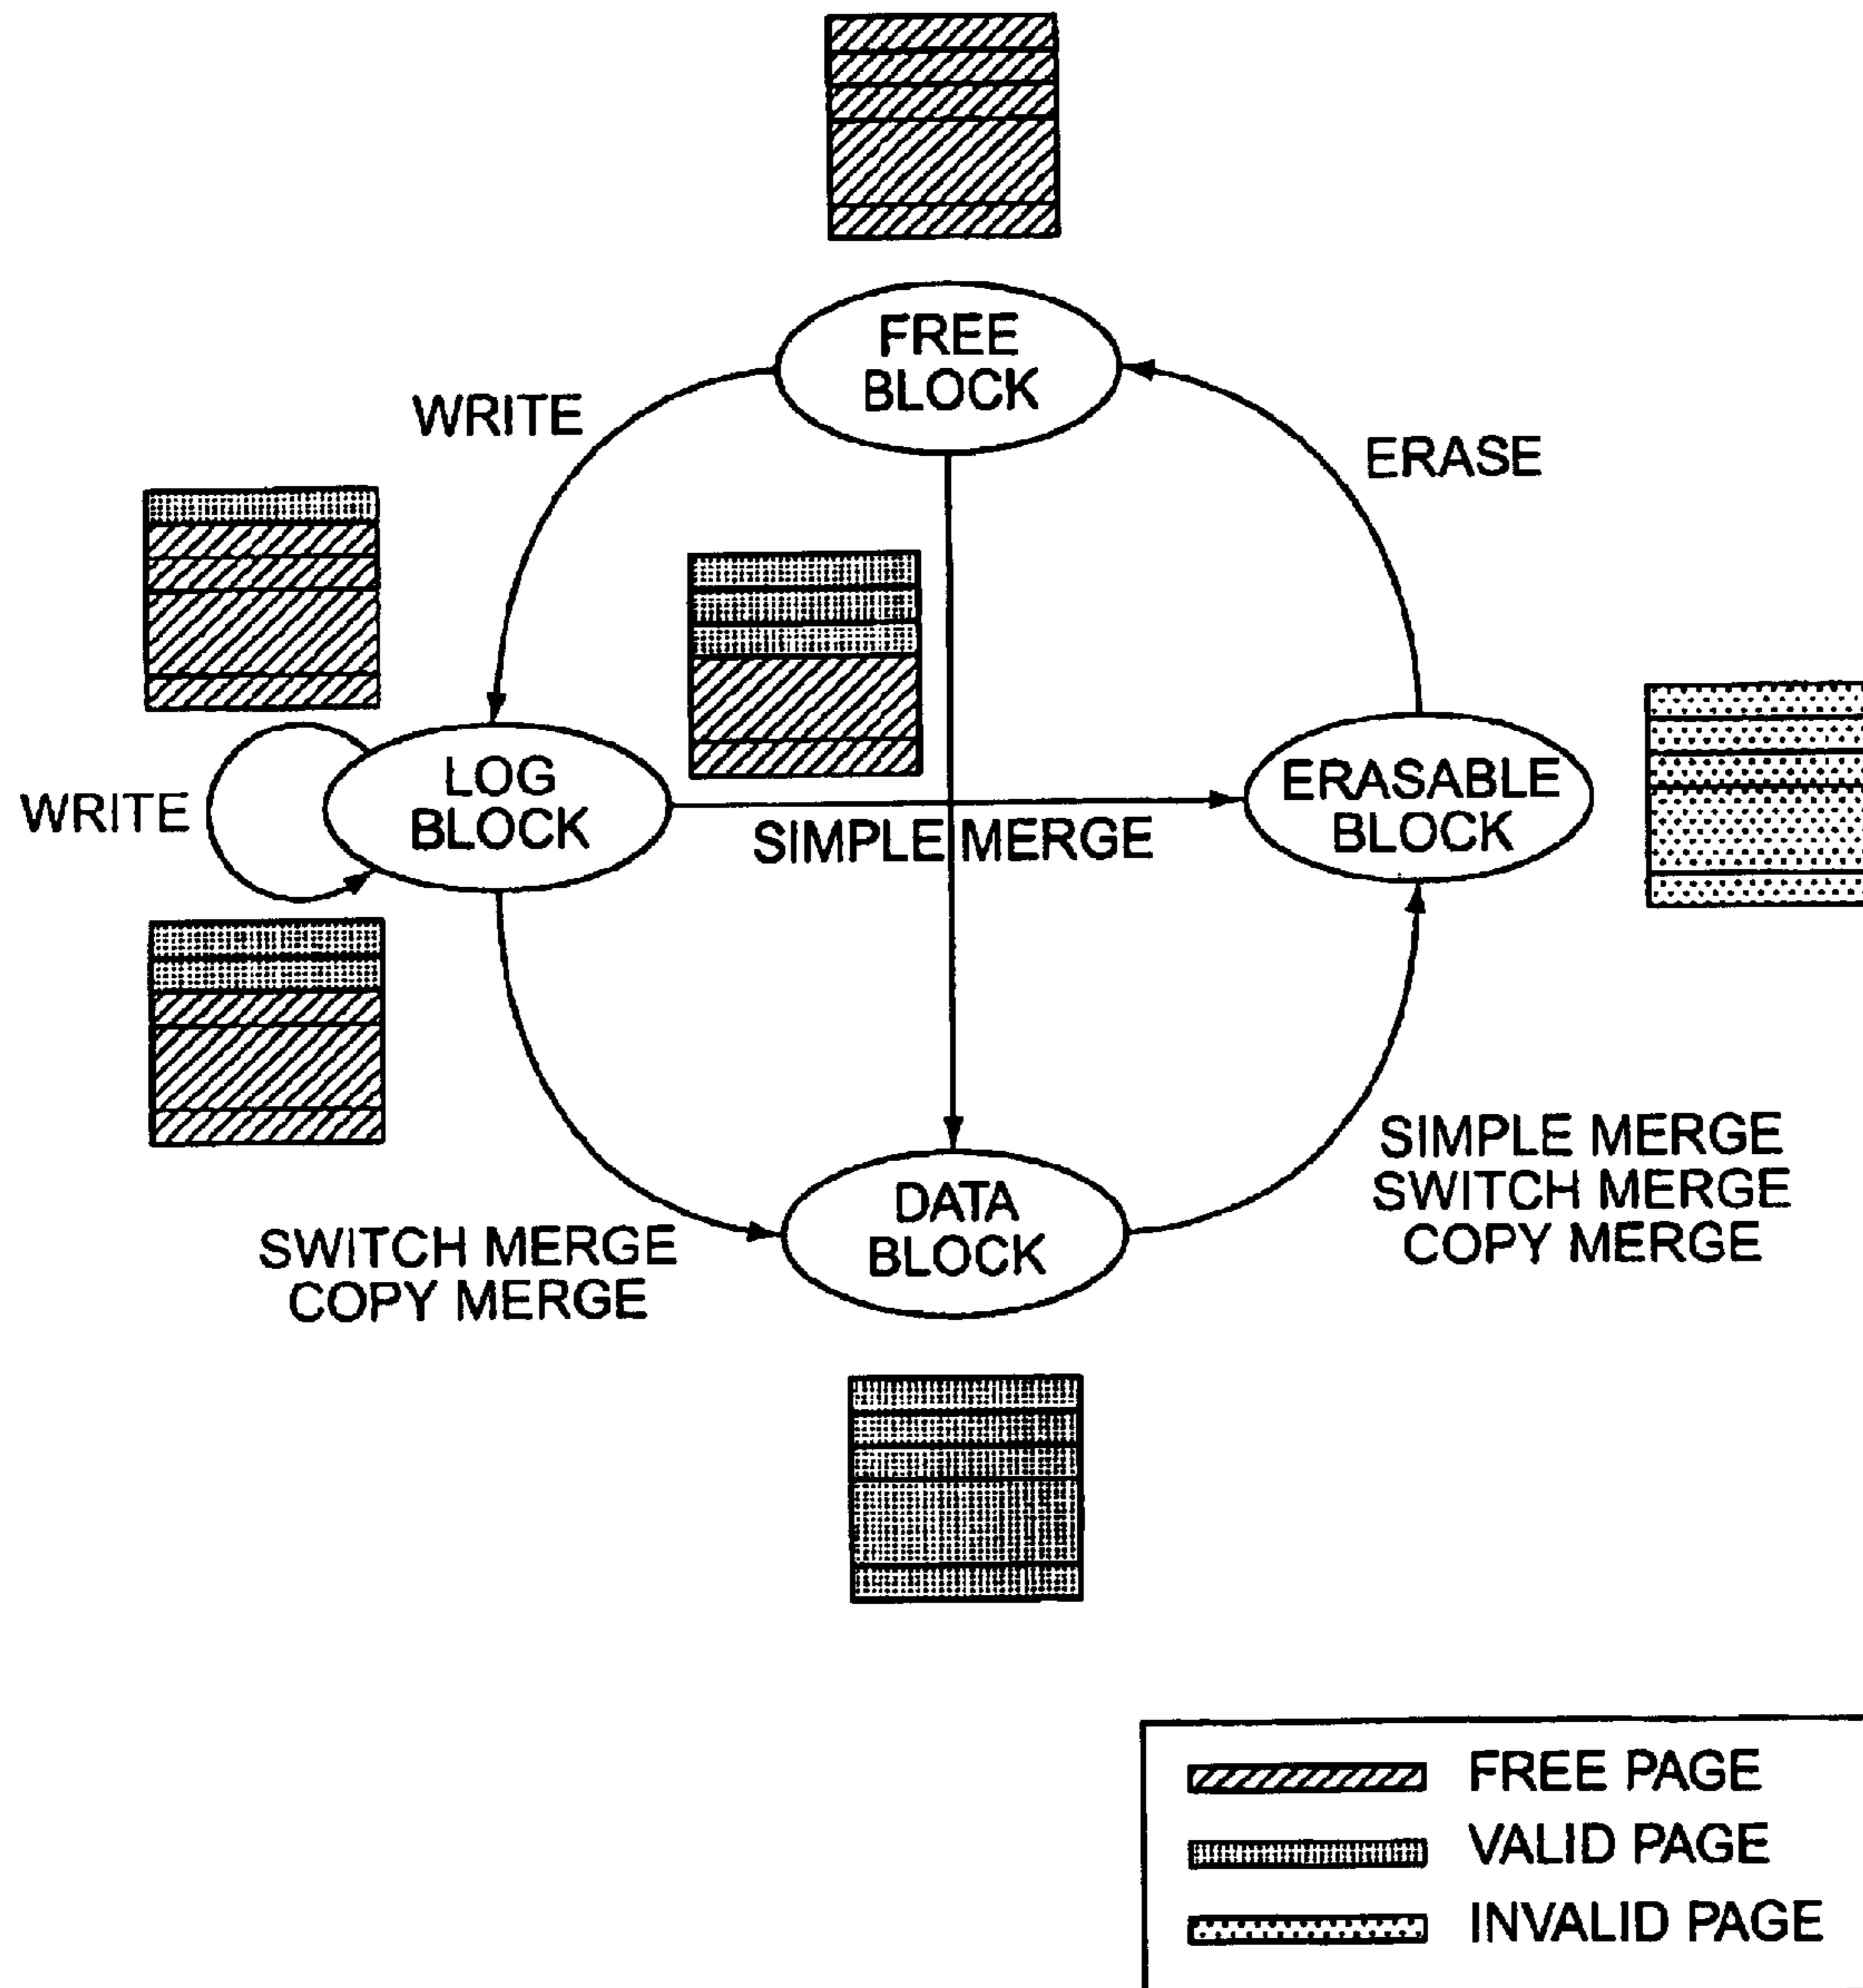 FREE
BLOCK
WRITE
ERASE
LOG
BLOCK
WRITE
SIMPLE MERGE
ERASABLE
BLOCK
SIMPLE MERGE
SWITCH MERGE
COPY MERGE
DATA
BLOCK
SWITCH MERGE
COPY MERGE
FREE PAGE
VALID PAGE
INVALID PAGE